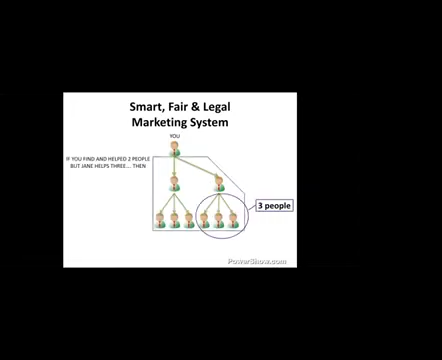 Smart, Fair & Legal
Marketing System
YOU
IF YOU FIND AND HELPED 2 PEOPLE
BUT JANE HELPS THREE.... THEN
3 people
PowerShow.com